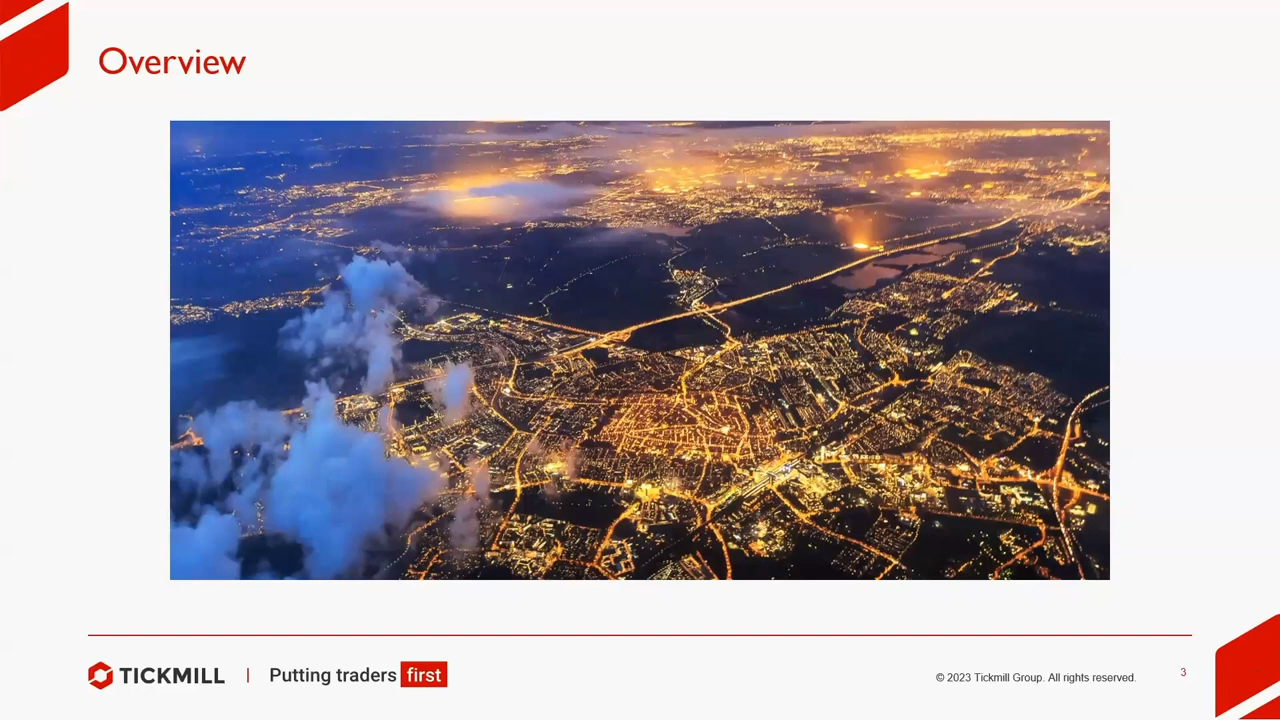 Overview
TICKMILL | Putting traders first
© 2023 Tickmill Group. All rights reserved.
3